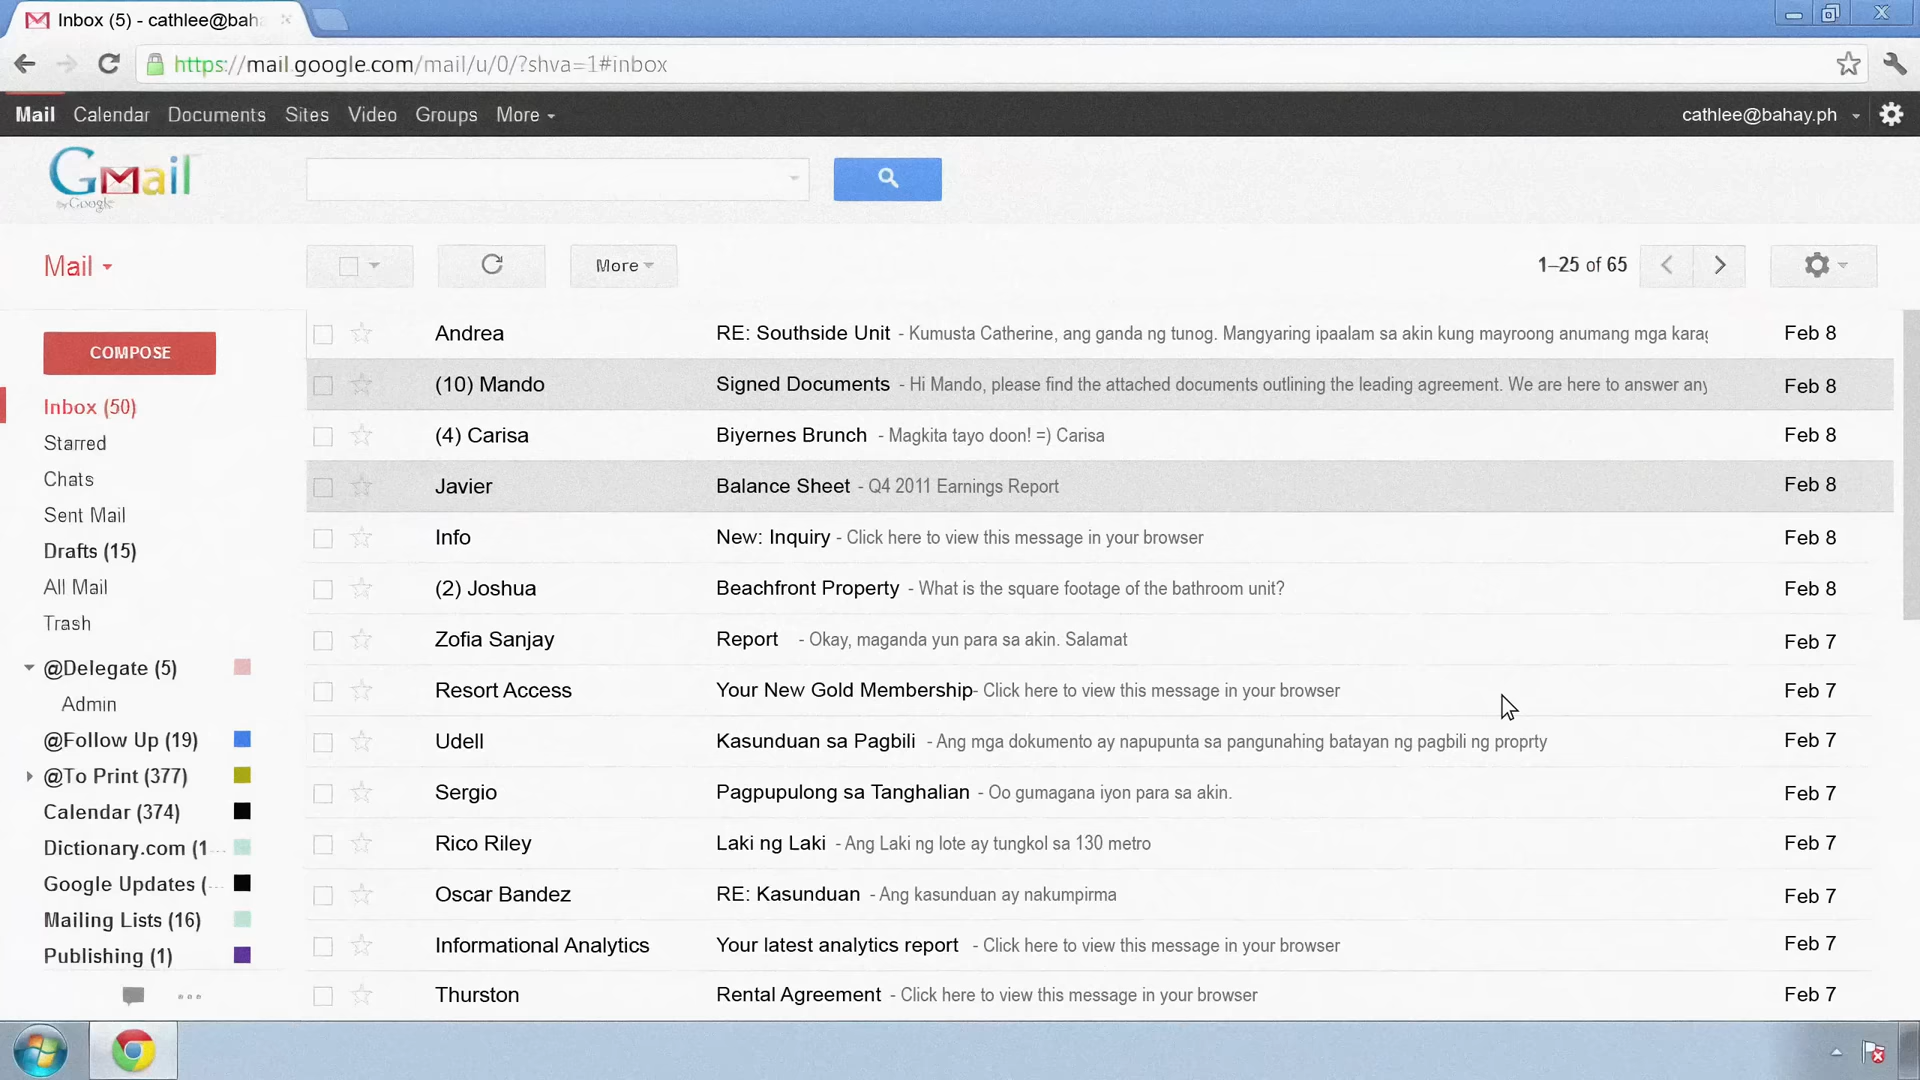 Inbox (5) - cathlee@baha
https://mail.google.com/mail/u/0/?shva=1#inbox
Mail Calendar Documents Sites Video Groups More
cathlee@bahay.ph
Gmail
by Google
Mail
More
1–25 of 65
COMPOSE
Inbox (50)
Starred
Chats
Sent Mail
Drafts (15)
All Mail
Trash
@Delegate (5)
Admin
@Follow Up (19)
@To Print (377)
Calendar (374)
Dictionary.com (1...
Google Updates (...
Mailing Lists (16)
Publishing (1)
Andrea RE: Southside Unit - Kumusta Catherine, ang ganda ng tunog. Mangyaring ipaalam sa akin kung mayroong anumang mga karag Feb 8
(10) Mando Signed Documents - Hi Mando, please find the attached documents outlining the leading agreement. We are here to answer any Feb 8
(4) Carisa Biyernes Brunch - Magkita tayo doon! =) Carisa Feb 8
Javier Balance Sheet - Q4 2011 Earnings Report Feb 8
Info New: Inquiry - Click here to view this message in your browser Feb 8
(2) Joshua Beachfront Property - What is the square footage of the bathroom unit? Feb 8
Zofia Sanjay Report - Okay, maganda yun para sa akin. Salamat Feb 7
Resort Access Your New Gold Membership- Click here to view this message in your browser Feb 7
Udell Kasunduan sa Pagbili - Ang mga dokumento ay napupunta sa pangunahing batayan ng pagbili ng proprty Feb 7
Sergio Pagpupulong sa Tanghalian - Oo gumagana iyon para sa akin. Feb 7
Rico Riley Laki ng Laki - Ang Laki ng lote ay tungkol sa 130 metro Feb 7
Oscar Bandez RE: Kasunduan - Ang kasunduan ay nakumpirma Feb 7
Informational Analytics Your latest analytics report - Click here to view this message in your browser Feb 7
Thurston Rental Agreement - Click here to view this message in your browser Feb 7